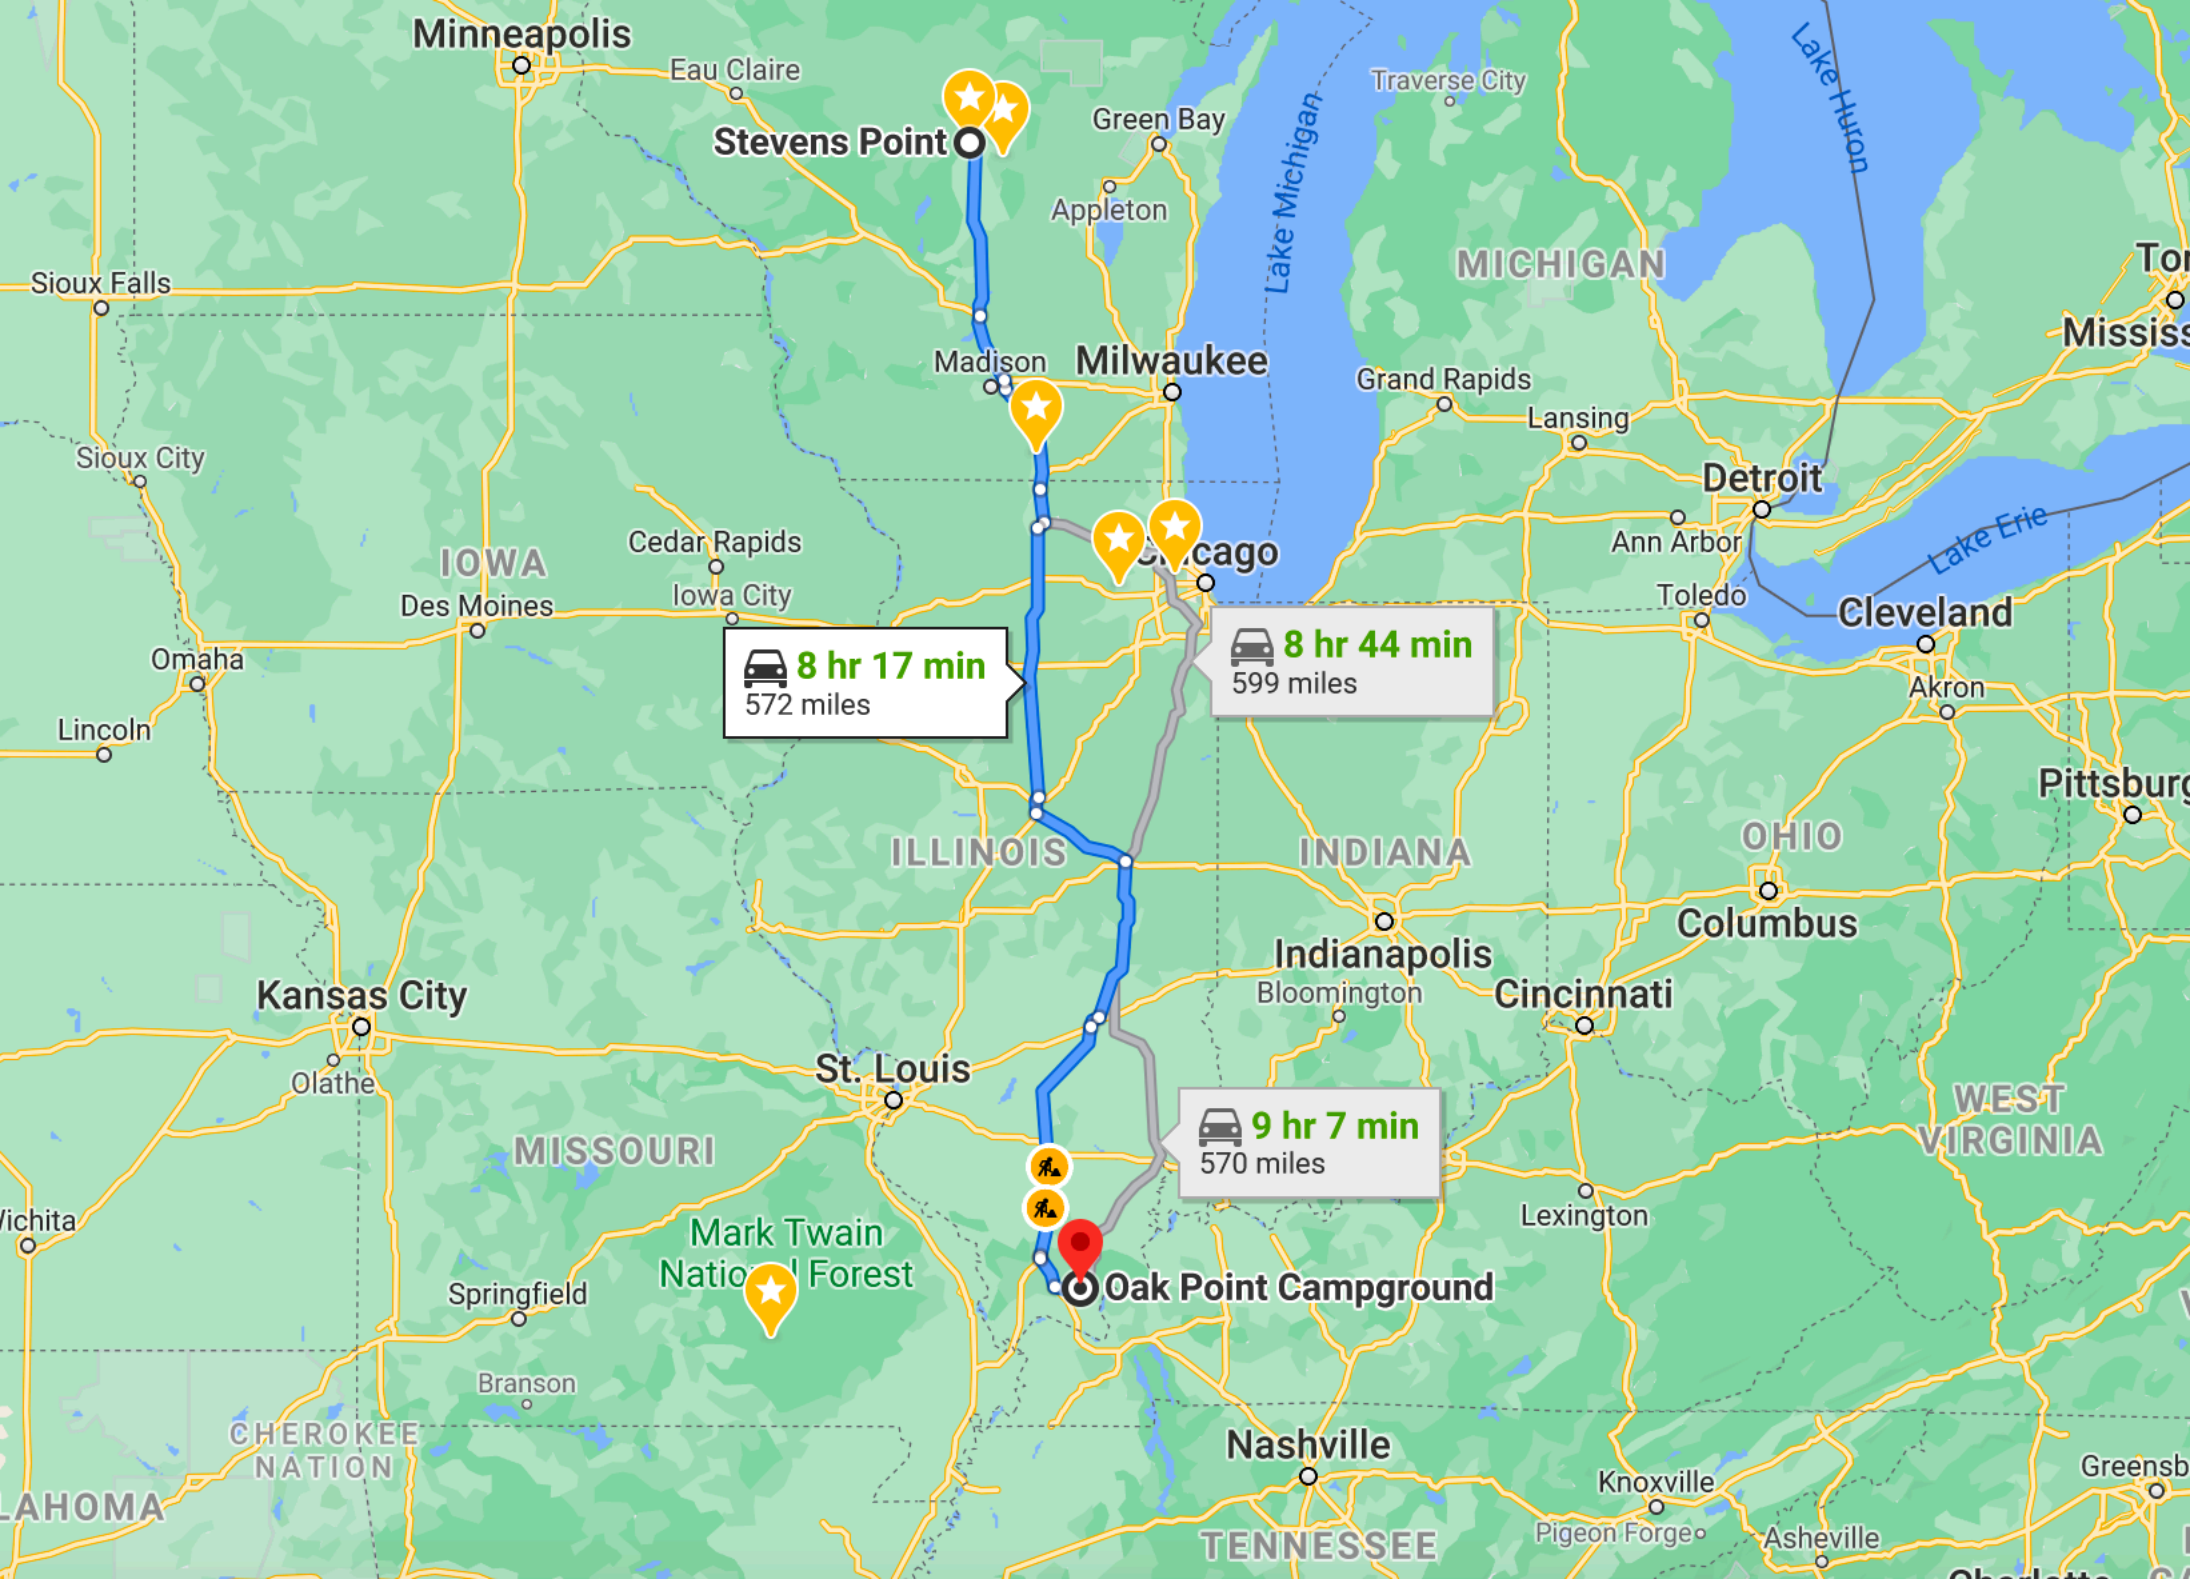 Minneapolis
Eau Claire
Stevens Point
Green Bay
Appleton
Traverse City
Lake Michigan
Lake Huron
MICHIGAN
Sioux Falls
Madison
Milwaukee
Grand Rapids
Lansing
Tor
Mississ
Sioux City
Detroit
Ann Arbor
Lake Erie
IOWA
Cedar Rapids
Iowa City
Des Moines
cago
Toledo
Cleveland
Akron
Omaha
Lincoln
8 hr 17 min
572 miles
8 hr 44 min
599 miles
Pittsburg
ILLINOIS
INDIANA
OHIO
Columbus
Indianapolis
Bloomington
Cincinnati
Kansas City
Olathe
St. Louis
MISSOURI
WEST
VIRGINIA
9 hr 7 min
570 miles
Lexington
ichita
Mark Twain
National Forest
Springfield
Oak Point Campground
Branson
CHEROKEE
NATION
LAHOMA
Nashville
TENNESSEE
Knoxville
Pigeon Forge
Asheville
Greensb